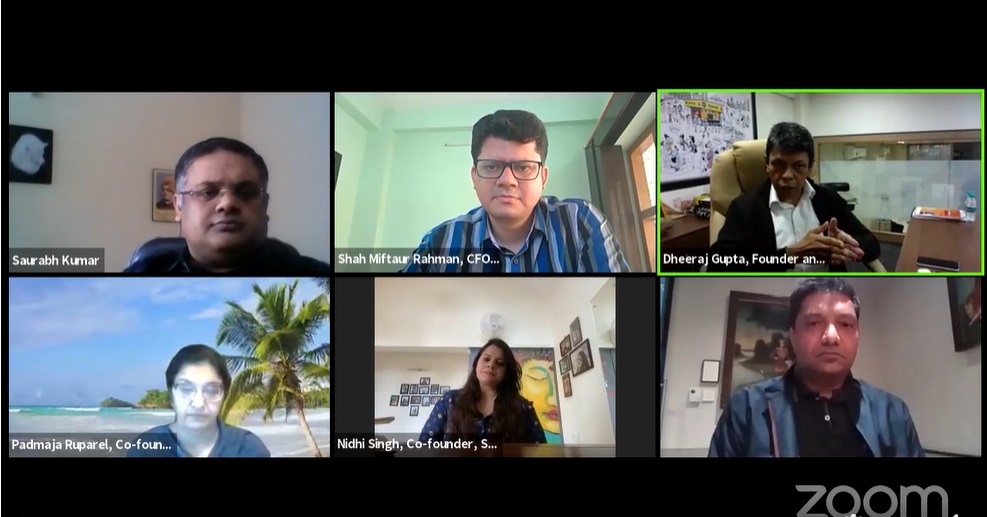 Saurabh Kumar
Shah Miftaur Rahman, CFO...
Dheeraj Gupta, Founder an...
Padmaja Ruparel, Co-foun...
Nidhi Singh, Co-founder, S...
zoom